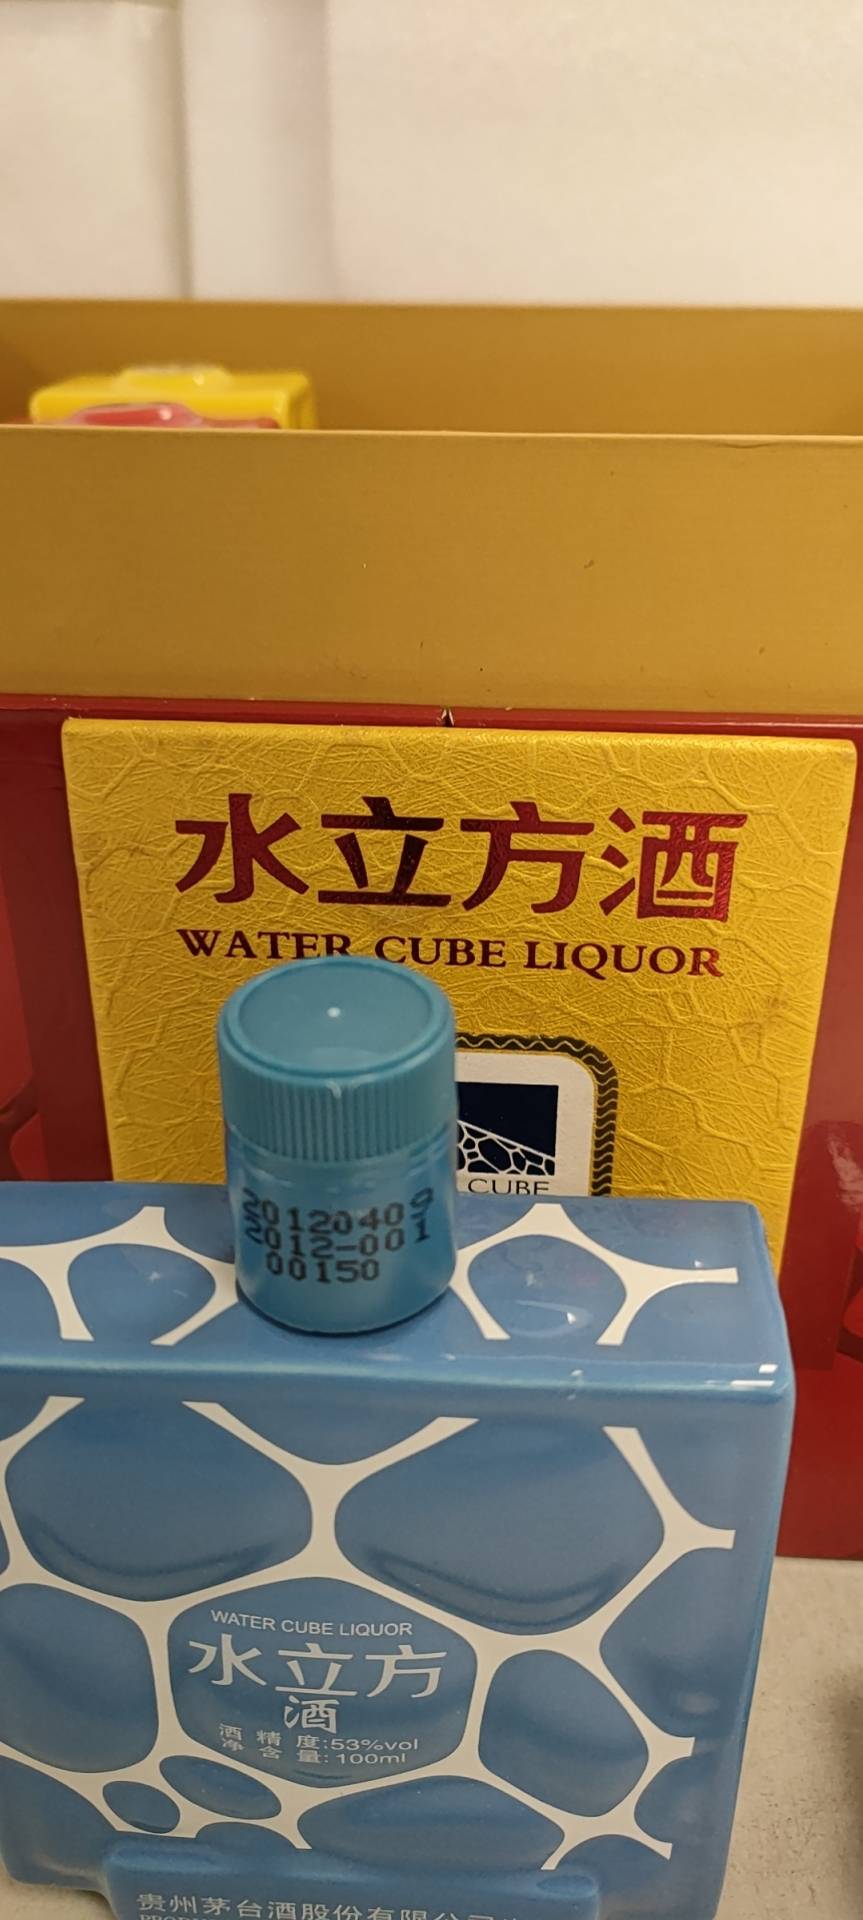 水立方酒
WATER CUBE LIQUOR
CUBE
20120409
2012-001
00150
WATER CUBE LIQUOR
水立方
酒
酒精度:53%vol
净含量:100ml
贵州茅台酒股份有限公司